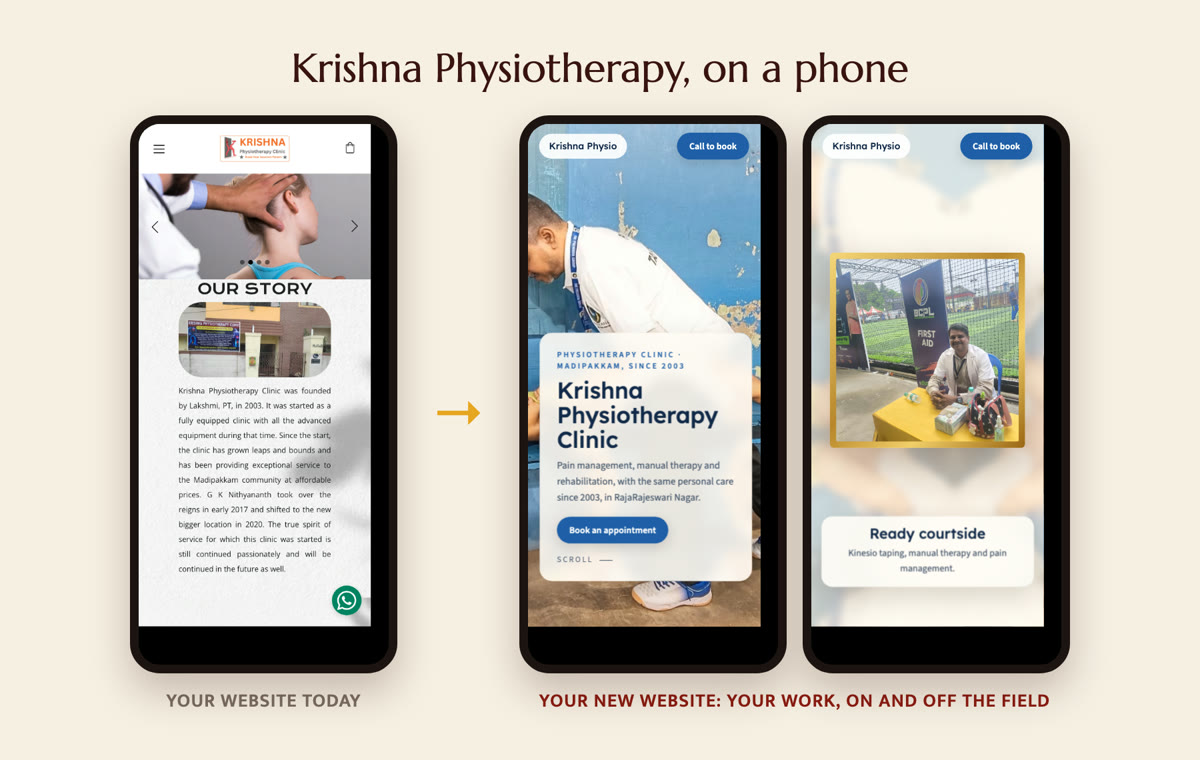 Krishna Physiotherapy, on a phone
KRISHNA
Physiotherapy Clinic
OUR STORY
Krishna Physiotherapy Clinic was founded
by Lakshmi, PT, in 2003. It was started as a
fully equipped clinic with all the advanced
equipment during that time. Since the start,
the clinic has grown leaps and bounds and
has been providing exceptional service to
the Madipakkam community at affordable
prices. G K Nithyananth took over the
reigns in early 2017 and shifted to the new
bigger location in 2020. The true spirit of
service for which this clinic was started is
still continued passionately and will be
continued in the future as well.
YOUR WEBSITE TODAY
Krishna Physio
Call to book
PHYSIOTHERAPY CLINIC ·
MADIPAKKAM, SINCE 2003
Krishna
Physiotherapy
Clinic
Pain management, manual therapy and
rehabilitation, with the same personal care
since 2003, in RajaRajeswari Nagar.
Book an appointment
SCROLL
Krishna Physio
Call to book
BCPL
FIRST
AID
Ready courtside
Kinesio taping, manual therapy and pain
management.
YOUR NEW WEBSITE: YOUR WORK, ON AND OFF THE FIELD